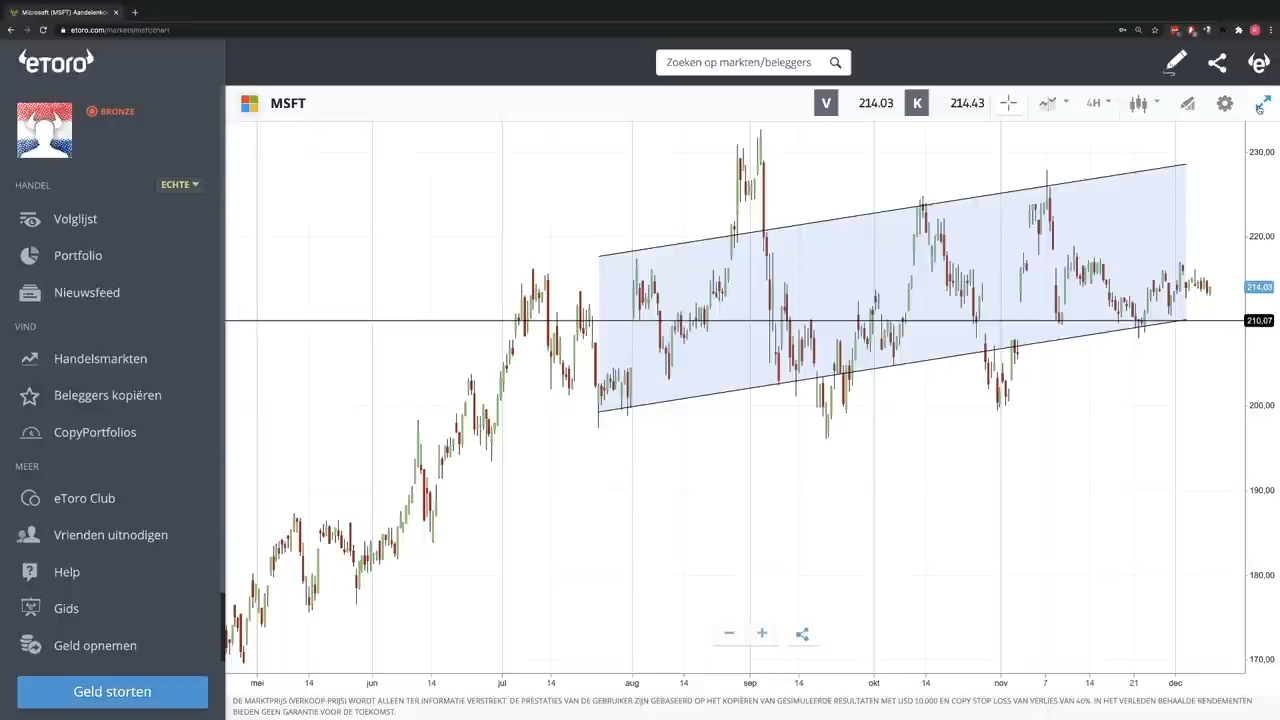 Microsoft (MSFT) Aandelenko
etoro.com/markets/msft/chart
eToro
Zoeken op markten/beleggers
BRONZE
MSFT
V 214.03 K 214.43
4H
HANDEL
ECHTE
Volglijst
Portfolio
Nieuwsfeed
VIND
Handelsmarkten
Beleggers kopiëren
CopyPortfolios
MEER
eToro Club
Vrienden uitnodigen
Help
Gids
Geld opnemen
Geld storten
230,00
220,00
214,03
210,07
200,00
190,00
180,00
170,00
mei 14 jun 14 jul 14 aug 14 sep 14 okt 14 nov 7 21 dec
DE MARKTPRIJS (VERKOOP-PRIJS) WORDT ALLEEN TER INFORMATIE VERSTREKT. DE PRESTATIES VAN DE GEBRUIKER ZIJN GEBASEERD OP HET KOPIËREN VAN GESIMULEERDE RESULTATEN MET USD 10.000 EN COPY STOP LOSS VAN VERLIES VAN 40%. IN HET VERLEDEN BEHAALDE RENDEMENTEN
BIEDEN GEEN GARANTIE VOOR DE TOEKOMST.